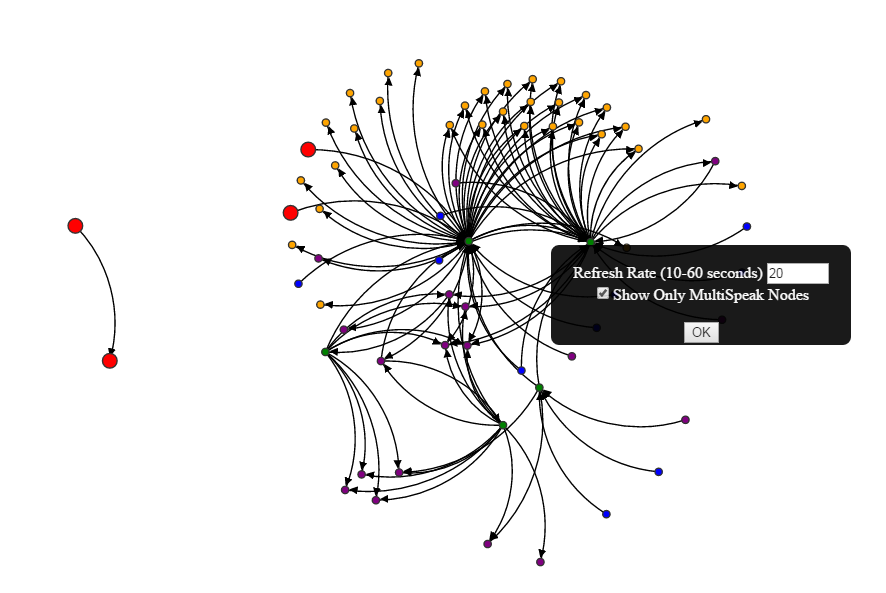 Refresh Rate (10-60 seconds) 20
Show Only MultiSpeak Nodes
OK